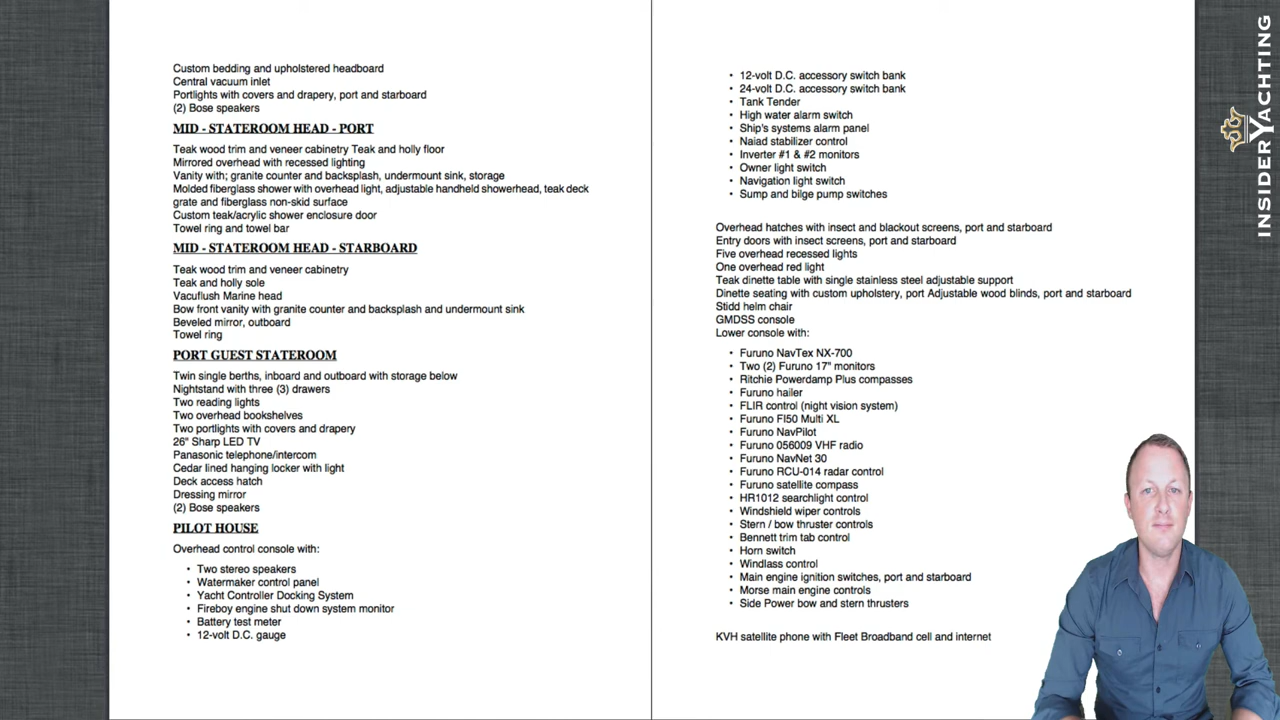 Custom bedding and upholstered headboard
Central vacuum inlet
Portlights with covers and drapery, port and starboard
(2) Bose speakers
MID - STATEROOM HEAD - PORT
Teak wood trim and veneer cabinetry Teak and holly floor
Mirrored overhead with recessed lighting
Vanity with; granite counter and backsplash, undermount sink, storage
Molded fiberglass shower with overhead light, adjustable handheld showerhead, teak deck
grate and fiberglass non-skid surface
Custom teak/acrylic shower enclosure door
Towel ring and towel bar
MID - STATEROOM HEAD - STARBOARD
Teak wood trim and veneer cabinetry
Teak and holly sole
Vacuflush Marine head
Bow front vanity with granite counter and backsplash and undermount sink
Beveled mirror, outboard
Towel ring
PORT GUEST STATEROOM
Twin single berths, inboard and outboard with storage below
Nightstand with three (3) drawers
Two reading lights
Two overhead bookshelves
Two portlights with covers and drapery
26" Sharp LED TV
Panasonic telephone/intercom
Cedar lined hanging locker with light
Deck access hatch
Dressing mirror
(2) Bose speakers
PILOT HOUSE
Overhead control console with:
• Two stereo speakers
• Watermaker control panel
• Yacht Controller Docking System
• Fireboy engine shut down system monitor
• Battery test meter
• 12-volt D.C. gauge
• 12-volt D.C. accessory switch bank
• 24-volt D.C. accessory switch bank
• Tank Tender
• High water alarm switch
• Ship's systems alarm panel
• Naiad stabilizer control
• Inverter #1 & #2 monitors
• Owner light switch
• Navigation light switch
• Sump and bilge pump switches
Overhead hatches with insect and blackout screens, port and starboard
Entry doors with insect screens, port and starboard
Five overhead recessed lights
One overhead red light
Teak dinette table with single stainless steel adjustable support
Dinette seating with custom upholstery, port Adjustable wood blinds, port and starboard
Stidd helm chair
GMDSS console
Lower console with:
• Furuno NavTex NX-700
• Two (2) Furuno 17" monitors
• Ritchie Powerdamp Plus compasses
• Furuno hailer
• FLIR control (night vision system)
• Furuno FI50 Multi XL
• Furuno NavPilot
• Furuno 056009 VHF radio
• Furuno NavNet 30
• Furuno RCU-014 radar control
• Furuno satellite compass
• HR1012 searchlight control
• Windshield wiper controls
• Stern / bow thruster controls
• Bennett trim tab control
• Horn switch
• Windlass control
• Main engine ignition switches, port and starboard
• Morse main engine controls
• Side Power bow and stern thrusters
KVH satellite phone with Fleet Broadband cell and internet
INSIDER YACHTING